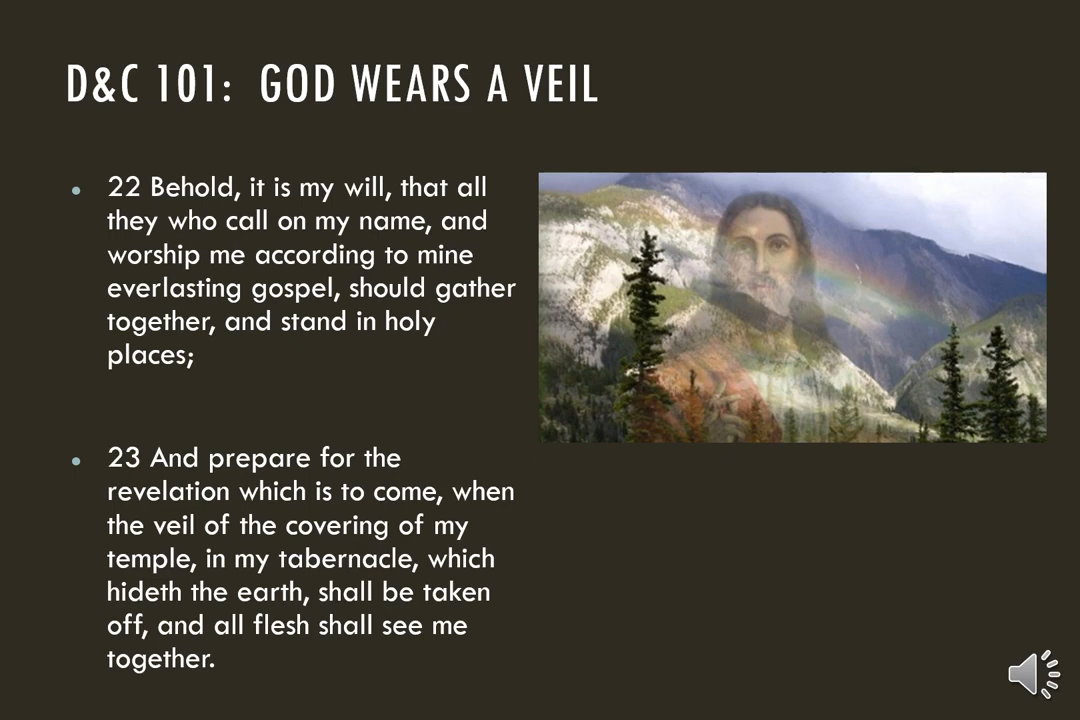 D&C 101:  GOD WEARS A VEIL
• 22 Behold, it is my will, that all
they who call on my name, and
worship me according to mine
everlasting gospel, should gather
together, and stand in holy
places;
• 23 And prepare for the
revelation which is to come, when
the veil of the covering of my
temple, in my tabernacle, which
hideth the earth, shall be taken
off, and all flesh shall see me
together.